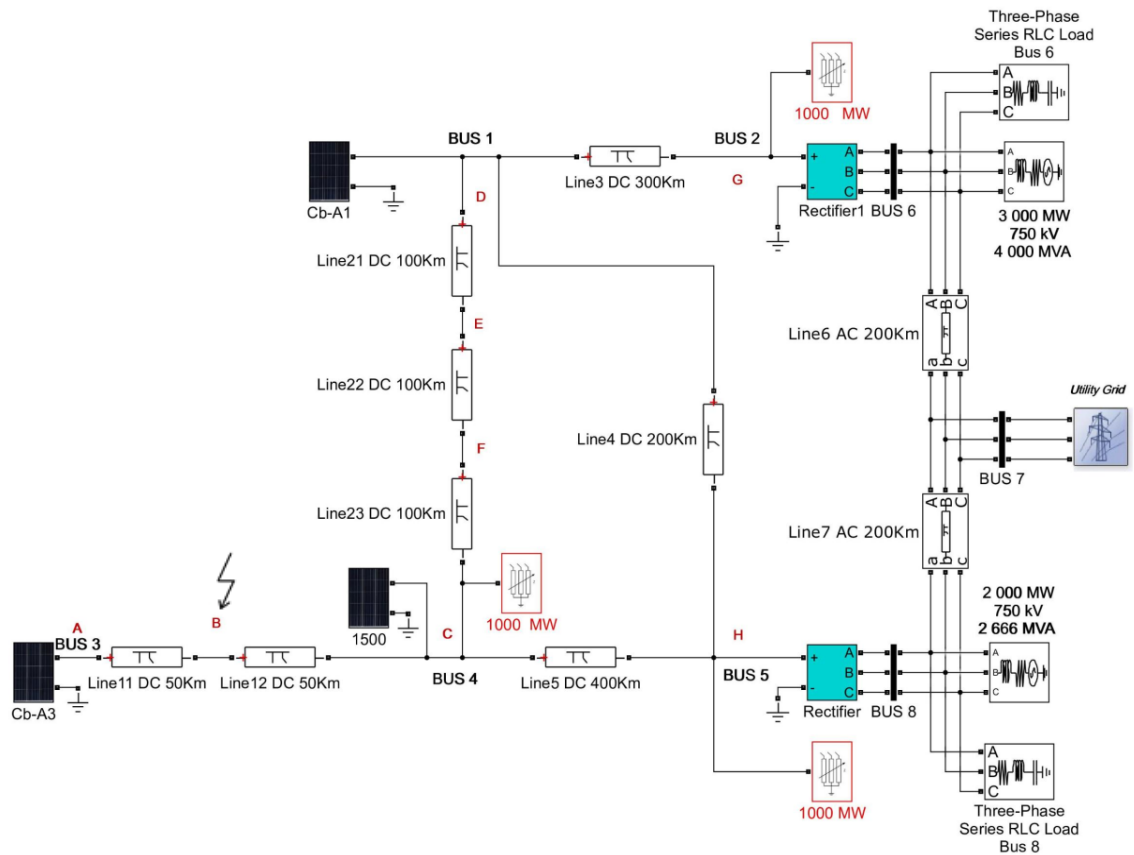 Three-Phase
Series RLC Load
Bus 6
A
B
C
1000 MW
BUS 1
BUS 2
Line3 DC 300Km
G
+
-
A
B
C
Rectifier1
BUS 6
A
B
C
3 000 MW
750 kV
4 000 MVA
Cb-A1
D
Line21 DC 100Km
E
Line22 DC 100Km
F
Line23 DC 100Km
Line4 DC 200Km
A B C
Line6 AC 200Km
a b c
Utility Grid
BUS 7
A B C
Line7 AC 200Km
a b c
2 000 MW
750 kV
2 666 MVA
1500
1000 MW
A
BUS 3
B
C
H
Cb-A3
Line11 DC 50Km
Line12 DC 50Km
BUS 4
Line5 DC 400Km
BUS 5
+
-
A
B
C
Rectifier
BUS 8
A
B
C
1000 MW
A
B
C
Three-Phase
Series RLC Load
Bus 8